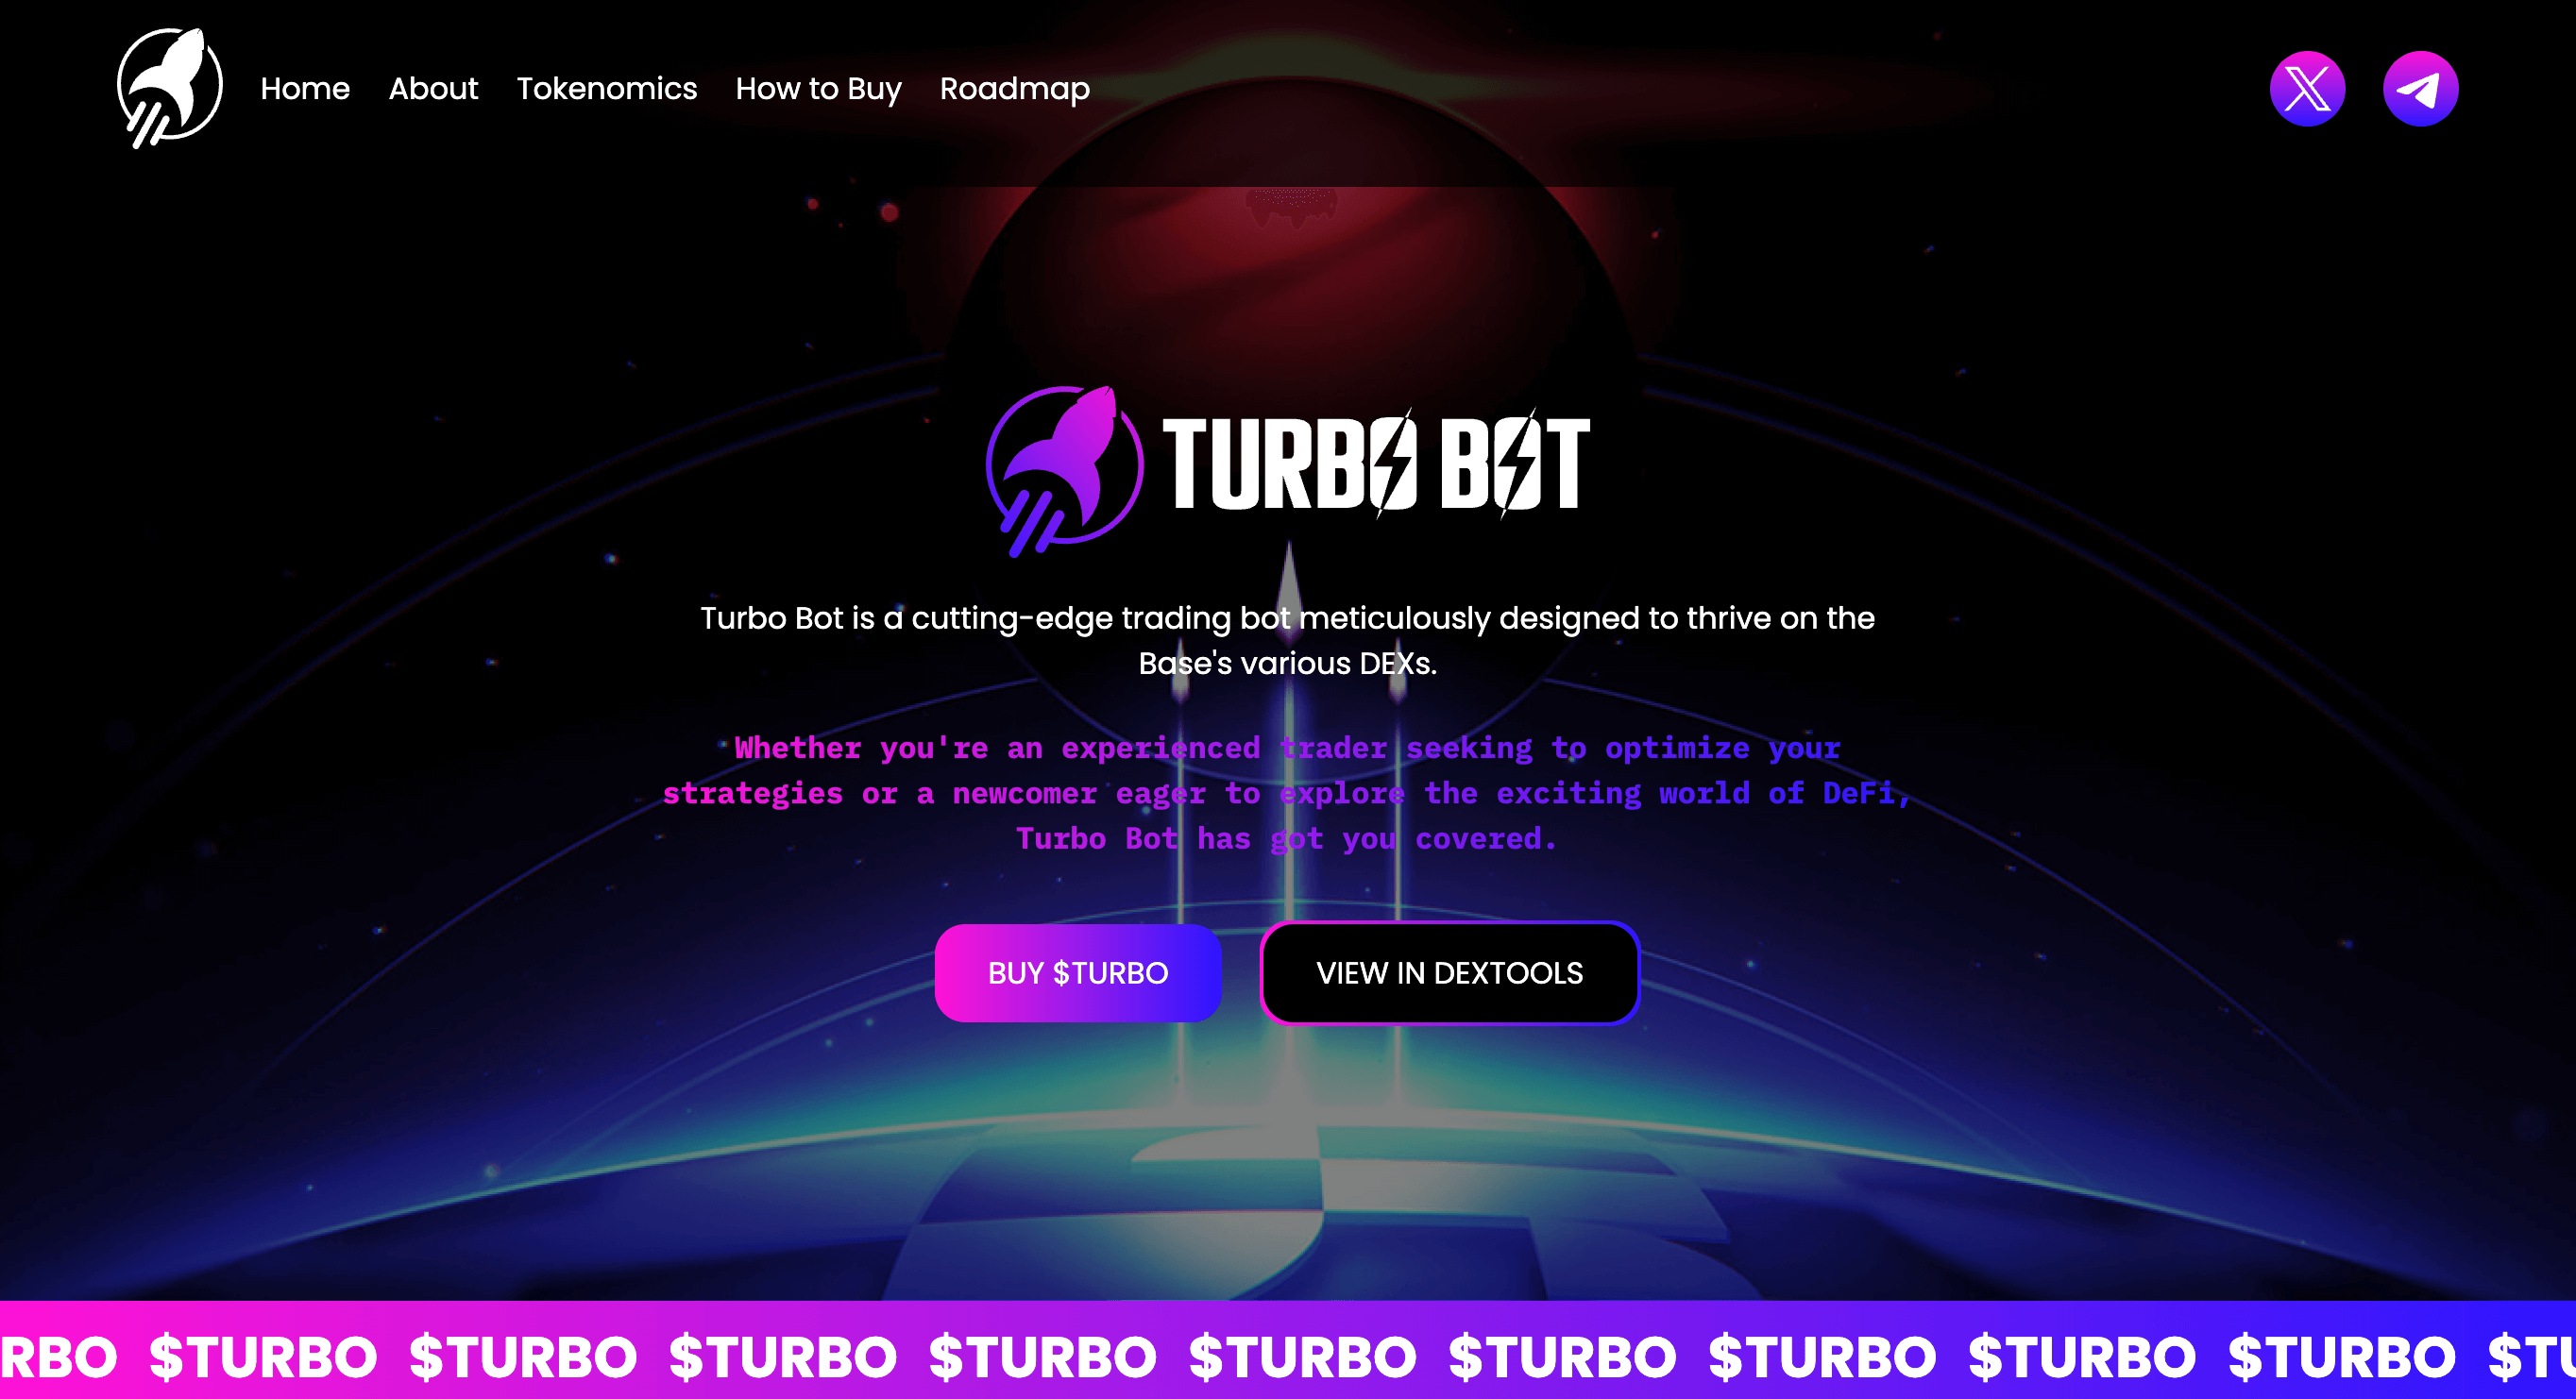 Home About Tokenomics How to Buy Roadmap
TURBO BOT
Turbo Bot is a cutting-edge trading bot meticulously designed to thrive on the
Base's various DEXs.
Whether you're an experienced trader seeking to optimize your
strategies or a newcomer eager to explore the exciting world of DeFi,
Turbo Bot has got you covered.
BUY $TURBO VIEW IN DEXTOOLS
RBO $TURBO $TURBO $TURBO $TURBO $TURBO $TURBO $TURBO $TURBO $TURBO $TU